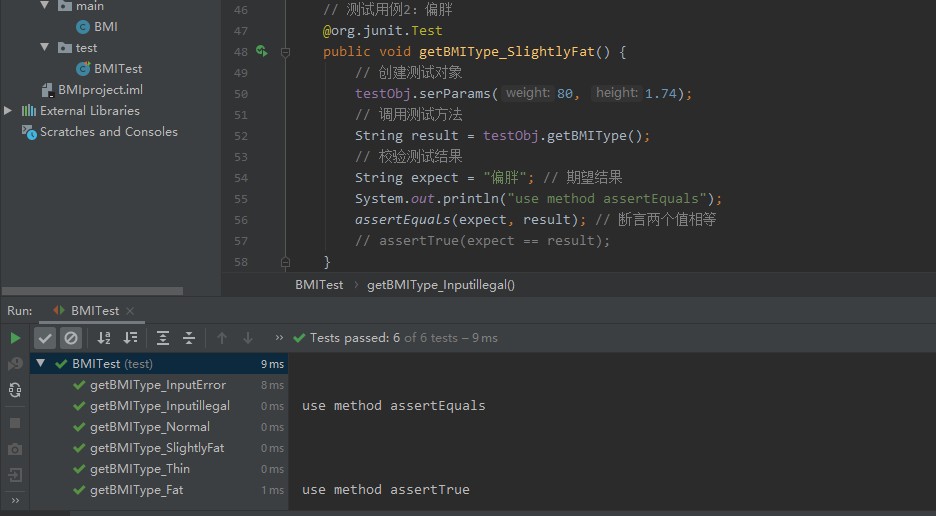 main
BMI
test
BMITest
BMIproject.iml
External Libraries
Scratches and Consoles
46 // 测试用例2: 偏胖
47 @org.junit.Test
48 public void getBMIType_SlightlyFat() {
49 // 创建测试对象
50 testObj.serParams( weight: 80, height: 1.74);
51 // 调用测试方法
52 String result = testObj.getBMIType();
53 // 校验测试结果
54 String expect = "偏胖"; // 期望结果
55 System.out.println("use method assertEquals");
56 assertEquals(expect, result); // 断言两个值相等
57 // assertTrue(expect == result);
58 }
BMITest › getBMIType_Inputillegal()
Run: BMITest ×
» Tests passed: 6 of 6 tests – 9 ms
BMITest (test) 9 ms
getBMIType_InputError 8 ms
getBMIType_Inputillegal 0 ms
getBMIType_Normal 0 ms
getBMIType_SlightlyFat 0 ms
getBMIType_Thin 0 ms
getBMIType_Fat 1 ms
use method assertEquals
use method assertTrue